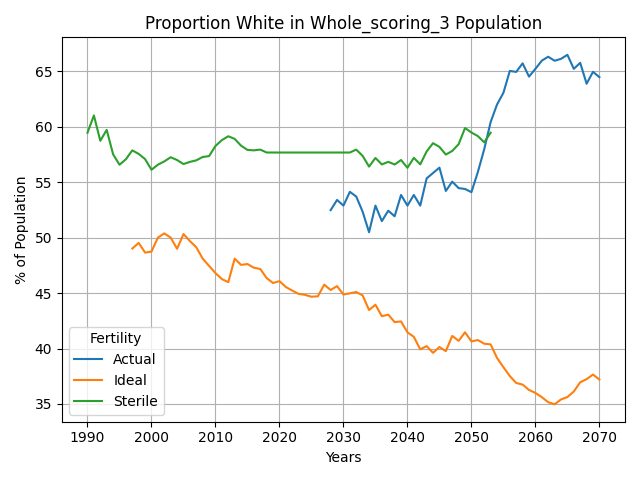 Proportion White in Whole_scoring_3 Population
% of Population
65
60
55
50
45
40
35
Fertility
Actual
Ideal
Sterile
1990 2000 2010 2020 2030 2040 2050 2060 2070
Years